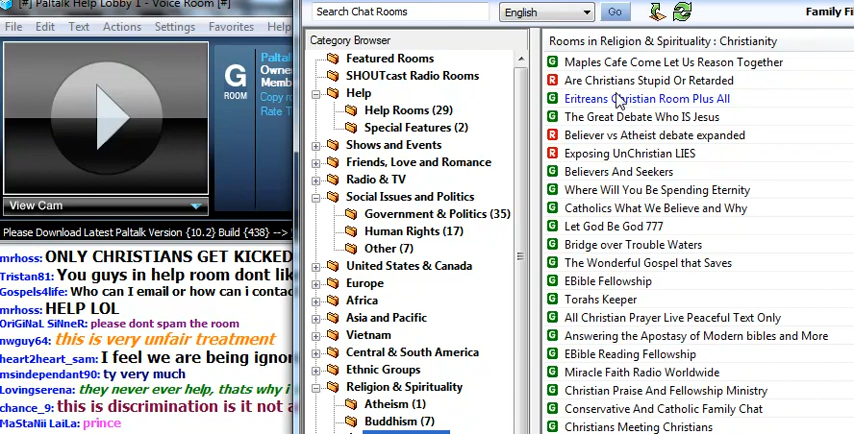 [#] Paltalk Help Lobby 1 - Voice Room [#]
File Edit Text Actions Settings Favorites Help
G
ROOM
Paltalk
Owne
Memb
Copy ro
Rate T
View Cam
Please Download Latest Paltalk Version {10.2} Build {438} -->
mrhoss: ONLY CHRISTIANS GET KICKED
Tristan81: You guys in help room dont lik
Gospels4life: Who can I email or how can i contac
mrhoss: HELP LOL
OriGiNaL SiNneR: please dont spam the room
nwguy64: this is very unfair treatment
heart2heart_sam: I feel we are being ignor
msindependant90: ty very much
Lovingserena: they never ever help, thats why i
chance_9: this is discrimination is it not a
MaStaNii LaiLa: prince
Search Chat Rooms
English
Go
Family Fi
Category Browser
Featured Rooms
SHOUTcast Radio Rooms
Help
Help Rooms (29)
Special Features (2)
Shows and Events
Friends, Love and Romance
Radio & TV
Social Issues and Politics
Government & Politics (35)
Human Rights (17)
Other (7)
United States & Canada
Europe
Africa
Asia and Pacific
Vietnam
Central & South America
Ethnic Groups
Religion & Spirituality
Atheism (1)
Buddhism (7)
Rooms in Religion & Spirituality : Christianity
G Maples Cafe Come Let Us Reason Together
R Are Christians Stupid Or Retarded
G Eritreans Christian Room Plus All
G The Great Debate Who IS Jesus
R Believer vs Atheist debate expanded
R Exposing UnChristian LIES
G Believers And Seekers
G Where Will You Be Spending Eternity
G Catholics What We Believe and Why
G Let God Be God 777
G Bridge over Trouble Waters
G The Wonderful Gospel that Saves
G EBible Fellowship
G Torahs Keeper
G All Christian Prayer Live Peaceful Text Only
G Answering the Apostasy of Modern bibles and More
G EBible Reading Fellowship
G Miracle Faith Radio Worldwide
G Christian Praise And Fellowship Ministry
G Conservative And Catholic Family Chat
G Christians Meeting Christians